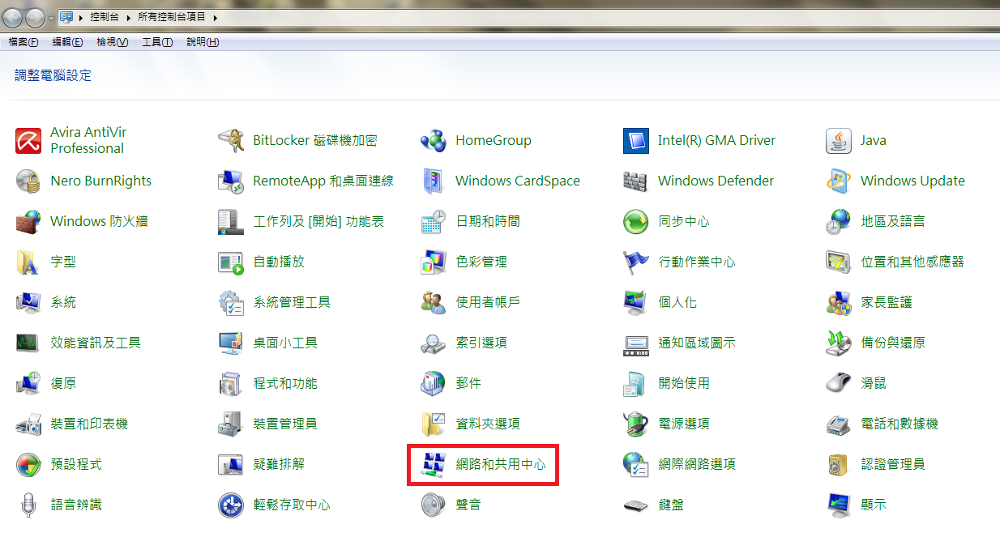 控制台 所有控制台項目
檔案(F) 編輯(E) 檢視(V) 工具(T) 說明(H)
調整電腦設定
Avira AntiVir
Professional
BitLocker 磁碟機加密
HomeGroup
Intel(R) GMA Driver
Java
Nero BurnRights
RemoteApp 和桌面連線
Windows CardSpace
Windows Defender
Windows Update
Windows 防火牆
工作列及 [開始] 功能表
日期和時間
同步中心
地區及語言
字型
自動播放
色彩管理
行動作業中心
位置和其他感應器
系統
系統管理工具
使用者帳戶
個人化
家長監護
效能資訊及工具
桌面小工具
索引選項
通知區域圖示
備份與還原
復原
程式和功能
郵件
開始使用
滑鼠
裝置和印表機
裝置管理員
資料夾選項
電源選項
電話和數據機
預設程式
疑難排解
網路和共用中心
網際網路選項
認證管理員
語音辨識
輕鬆存取中心
聲音
鍵盤
顯示